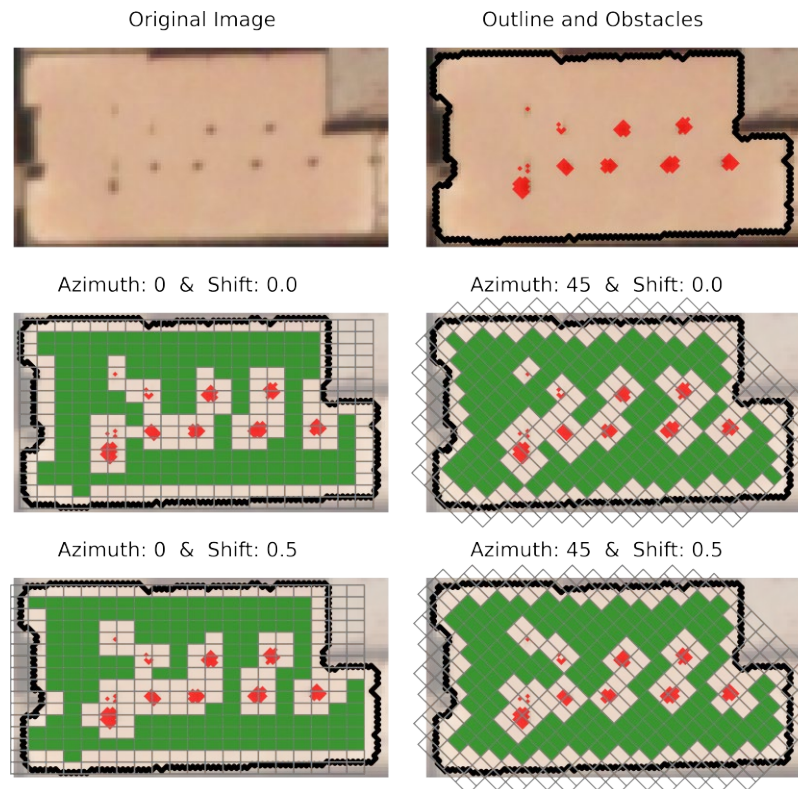 Original Image
Outline and Obstacles
Azimuth: 0 & Shift: 0.0
Azimuth: 45 & Shift: 0.0
Azimuth: 0 & Shift: 0.5
Azimuth: 45 & Shift: 0.5